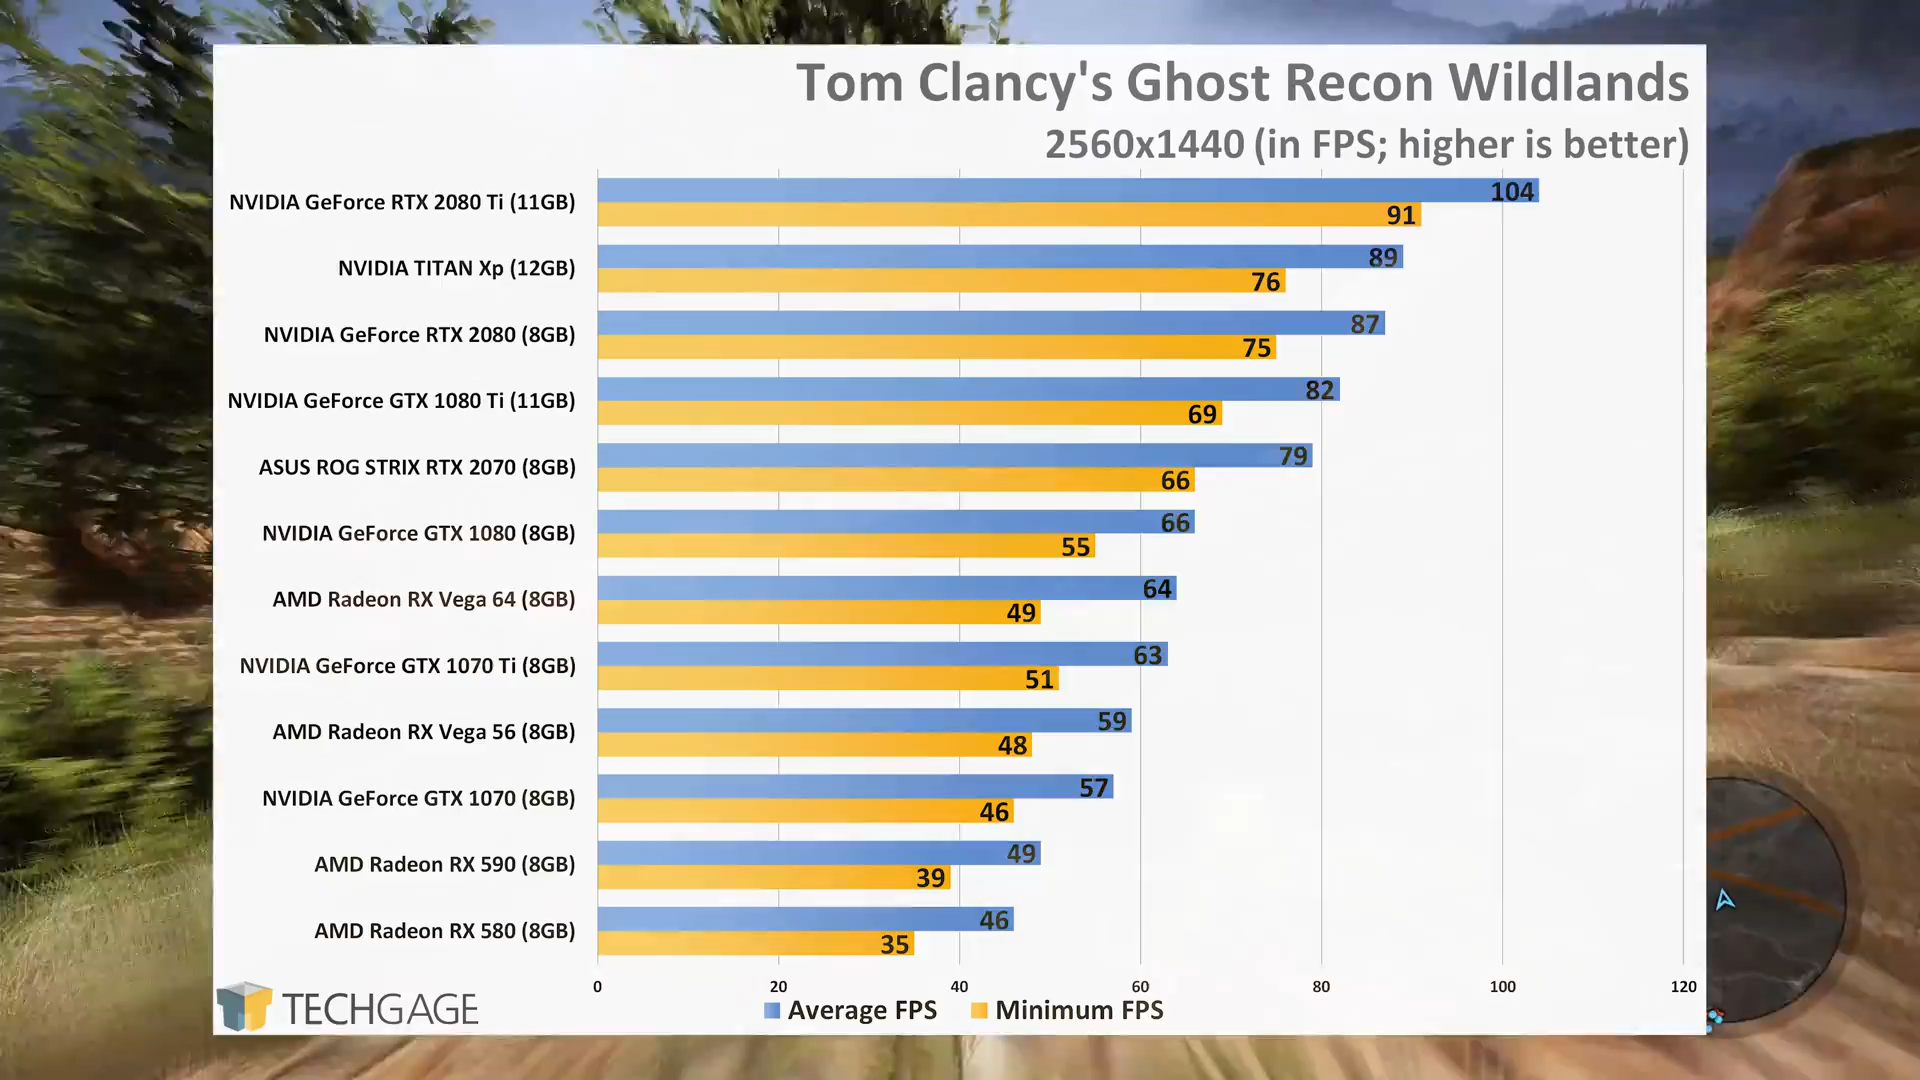 Tom Clancy's Ghost Recon Wildlands
2560x1440 (in FPS; higher is better)
NVIDIA GeForce RTX 2080 Ti (11GB)
104
91
NVIDIA TITAN Xp (12GB)
89
76
NVIDIA GeForce RTX 2080 (8GB)
87
75
NVIDIA GeForce GTX 1080 Ti (11GB)
82
69
ASUS ROG STRIX RTX 2070 (8GB)
79
66
NVIDIA GeForce GTX 1080 (8GB)
66
55
AMD Radeon RX Vega 64 (8GB)
64
49
NVIDIA GeForce GTX 1070 Ti (8GB)
63
51
AMD Radeon RX Vega 56 (8GB)
59
48
NVIDIA GeForce GTX 1070 (8GB)
57
46
AMD Radeon RX 590 (8GB)
49
39
AMD Radeon RX 580 (8GB)
46
35
0 20 40 60 80 100 120
Average FPS Minimum FPS
TECHGAGE